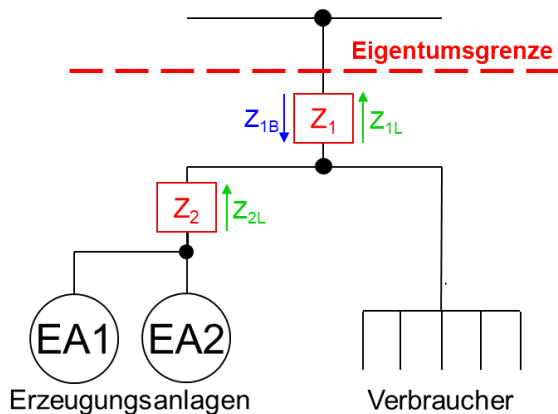 Eigentumsgrenze
Z1B Z1 Z1L
Z2 Z2L
EA1 EA2
Erzeugungsanlagen Verbraucher